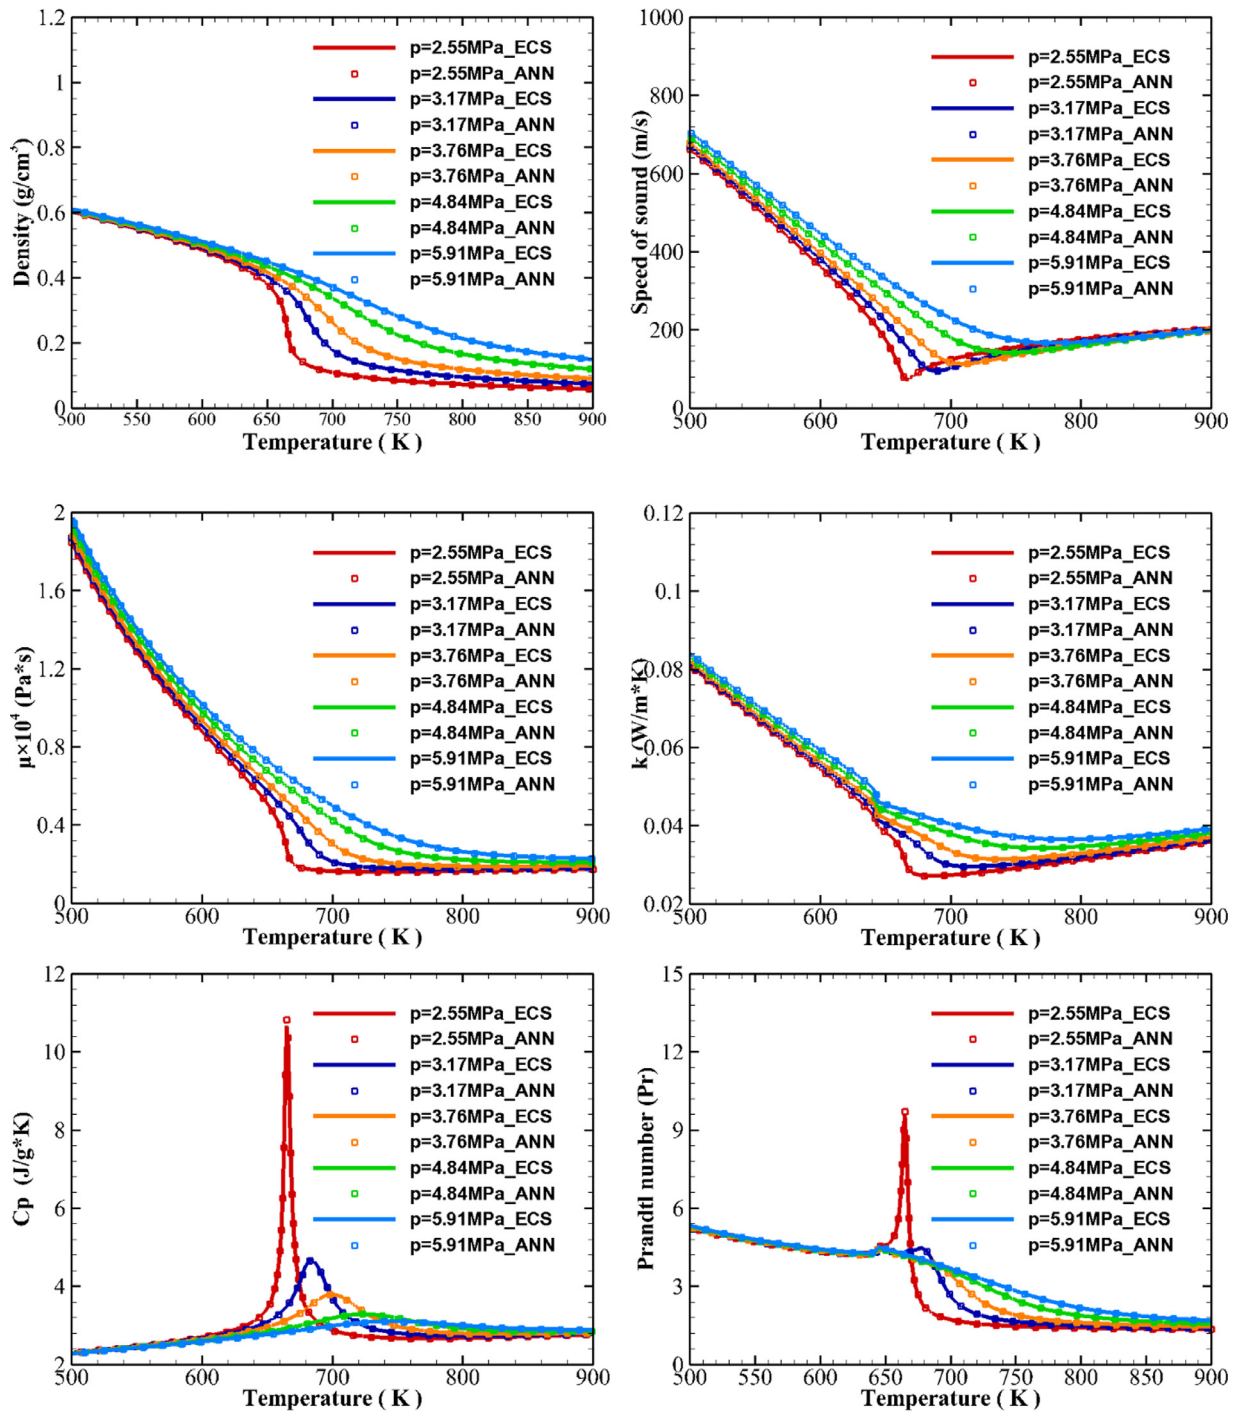 Density (g/cm³)
1.2
1
0.8
0.6
0.4
0.2
0
p=2.55MPa_ECS
p=2.55MPa_ANN
p=3.17MPa_ECS
p=3.17MPa_ANN
p=3.76MPa_ECS
p=3.76MPa_ANN
p=4.84MPa_ECS
p=4.84MPa_ANN
p=5.91MPa_ECS
p=5.91MPa_ANN
500 550 600 650 700 750 800 850 900
Temperature ( K )
Speed of sound (m/s)
1000
800
600
400
200
0
p=2.55MPa_ECS
p=2.55MPa_ANN
p=3.17MPa_ECS
p=3.17MPa_ANN
p=3.76MPa_ECS
p=3.76MPa_ANN
p=4.84MPa_ECS
p=4.84MPa_ANN
p=5.91MPa_ECS
p=5.91MPa_ANN
500 600 700 800 900
Temperature ( K )
μ×10⁴ (Pa*s)
2
1.6
1.2
0.8
0.4
0
p=2.55MPa_ECS
p=2.55MPa_ANN
p=3.17MPa_ECS
p=3.17MPa_ANN
p=3.76MPa_ECS
p=3.76MPa_ANN
p=4.84MPa_ECS
p=4.84MPa_ANN
p=5.91MPa_ECS
p=5.91MPa_ANN
500 600 700 800 900
Temperature ( K )
k (W/m*K)
0.12
0.1
0.08
0.06
0.04
0.02
p=2.55MPa_ECS
p=2.55MPa_ANN
p=3.17MPa_ECS
p=3.17MPa_ANN
p=3.76MPa_ECS
p=3.76MPa_ANN
p=4.84MPa_ECS
p=4.84MPa_ANN
p=5.91MPa_ECS
p=5.91MPa_ANN
500 600 700 800 900
Temperature ( K )
Cp (J/g*K)
12
10
8
6
4
2
p=2.55MPa_ECS
p=2.55MPa_ANN
p=3.17MPa_ECS
p=3.17MPa_ANN
p=3.76MPa_ECS
p=3.76MPa_ANN
p=4.84MPa_ECS
p=4.84MPa_ANN
p=5.91MPa_ECS
p=5.91MPa_ANN
500 600 700 800 900
Temperature ( K )
Prandtl number (Pr)
15
12
9
6
3
0
p=2.55MPa_ECS
p=2.55MPa_ANN
p=3.17MPa_ECS
p=3.17MPa_ANN
p=3.76MPa_ECS
p=3.76MPa_ANN
p=4.84MPa_ECS
p=4.84MPa_ANN
p=5.91MPa_ECS
p=5.91MPa_ANN
500 550 600 650 700 750 800 850 900
Temperature ( K )